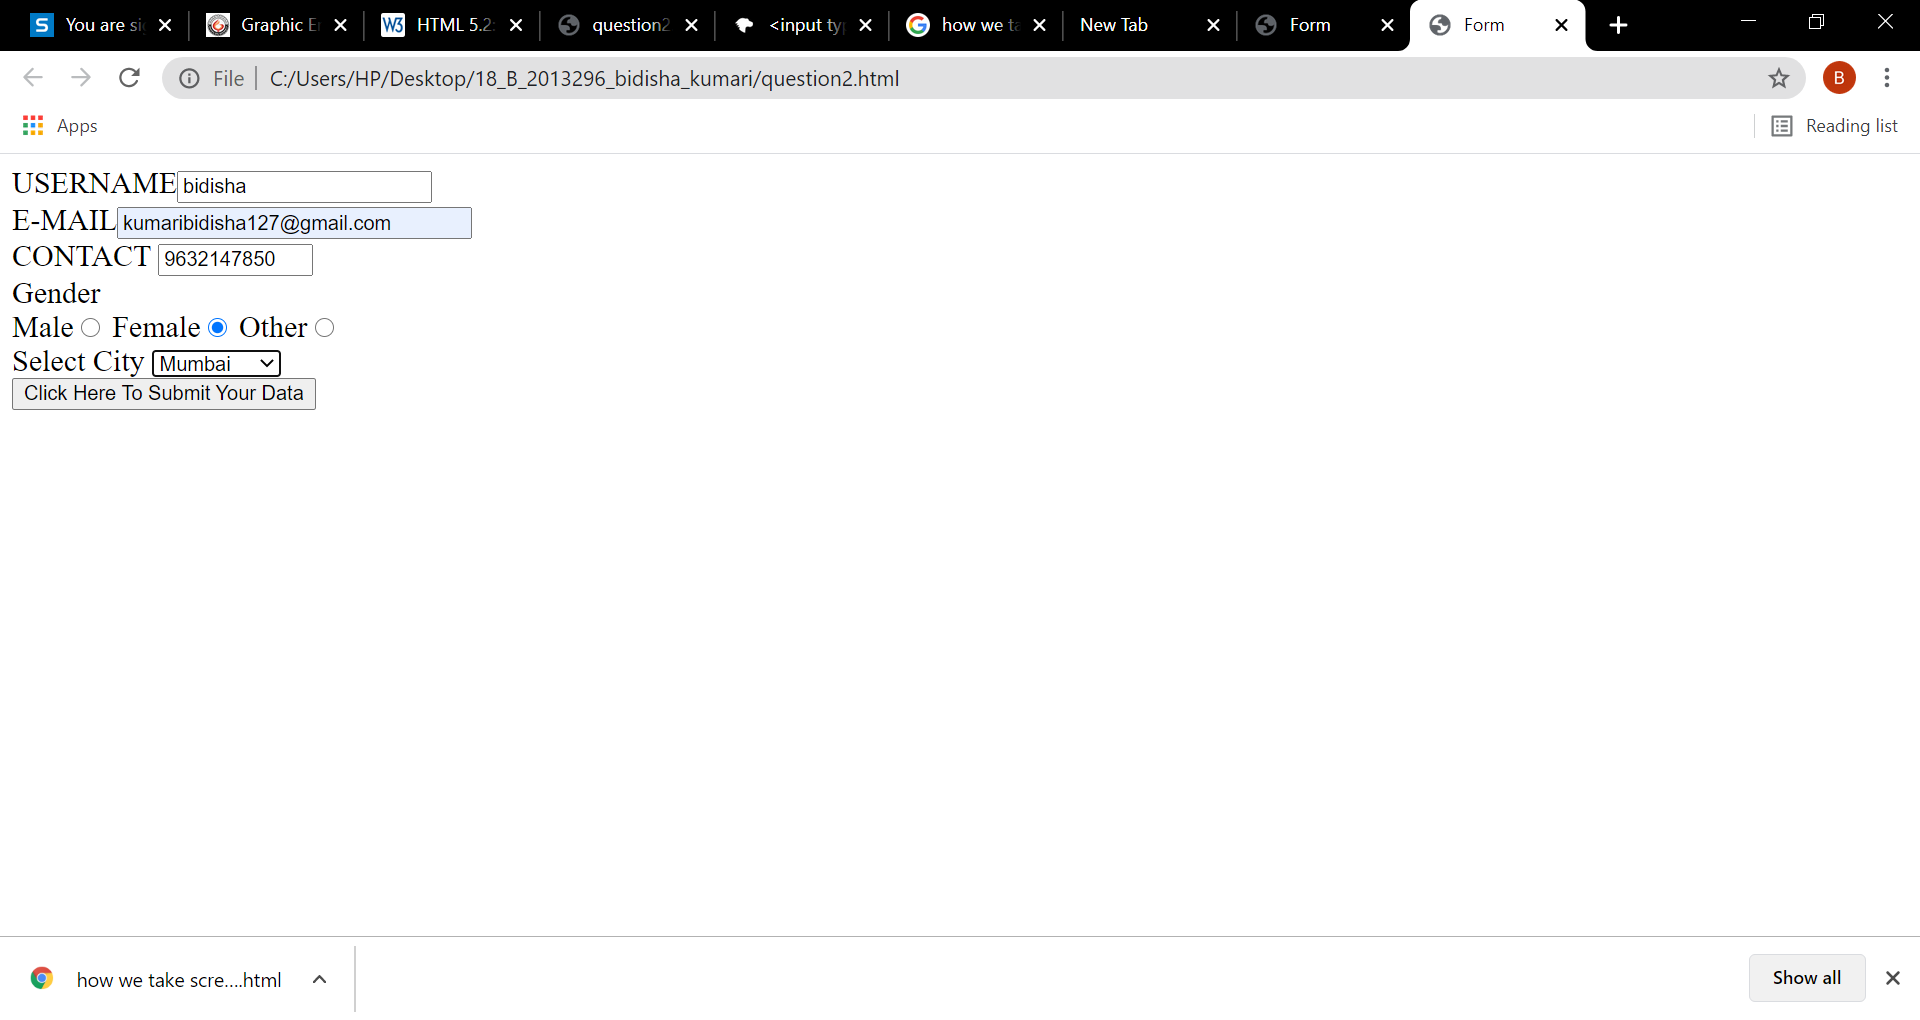 You are si
Graphic E
HTML 5.2:
question2
<input ty
how we ta
New Tab
Form
Form
File
C:/Users/HP/Desktop/18_B_2013296_bidisha_kumari/question2.html
B
Apps
Reading list
USERNAME bidisha
E-MAIL kumaribidisha127@gmail.com
CONTACT 9632147850
Gender
Male Female Other
Select City Mumbai
Click Here To Submit Your Data
how we take scre....html
Show all